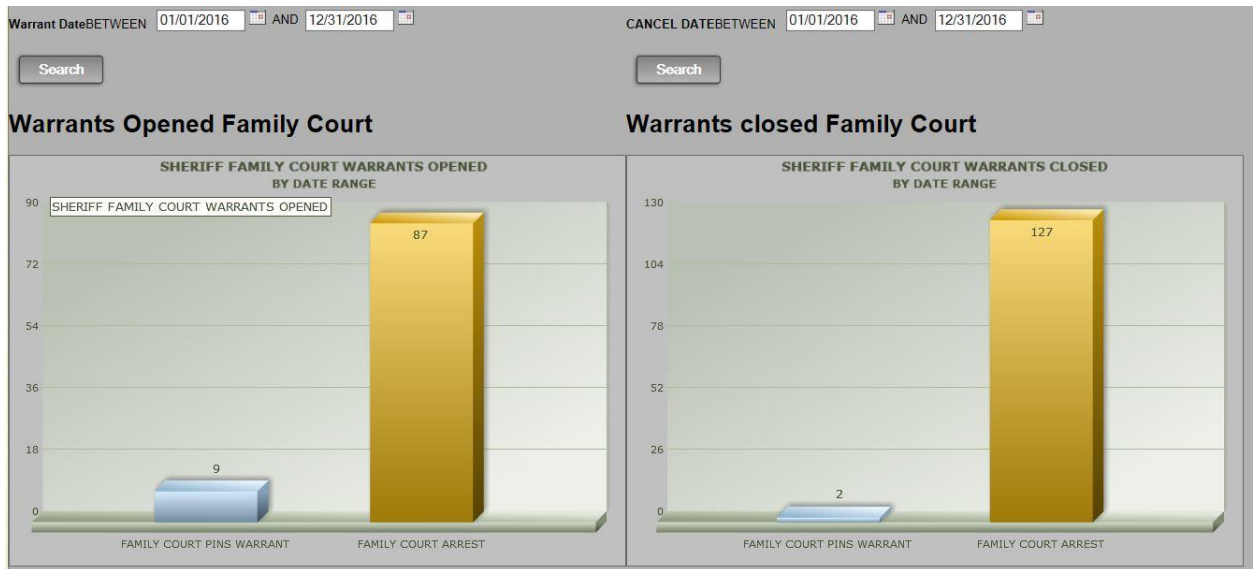 Warrant DateBETWEEN 01/01/2016 AND 12/31/2016
Search
Warrants Opened Family Court
SHERIFF FAMILY COURT WARRANTS OPENED
BY DATE RANGE
SHERIFF FAMILY COURT WARRANTS OPENED
90
72
54
36
18
0
9
87
FAMILY COURT PINS WARRANT
FAMILY COURT ARREST
CANCEL DATEBETWEEN 01/01/2016 AND 12/31/2016
Search
Warrants closed Family Court
SHERIFF FAMILY COURT WARRANTS CLOSED
BY DATE RANGE
130
104
78
52
26
0
2
127
FAMILY COURT PINS WARRANT
FAMILY COURT ARREST